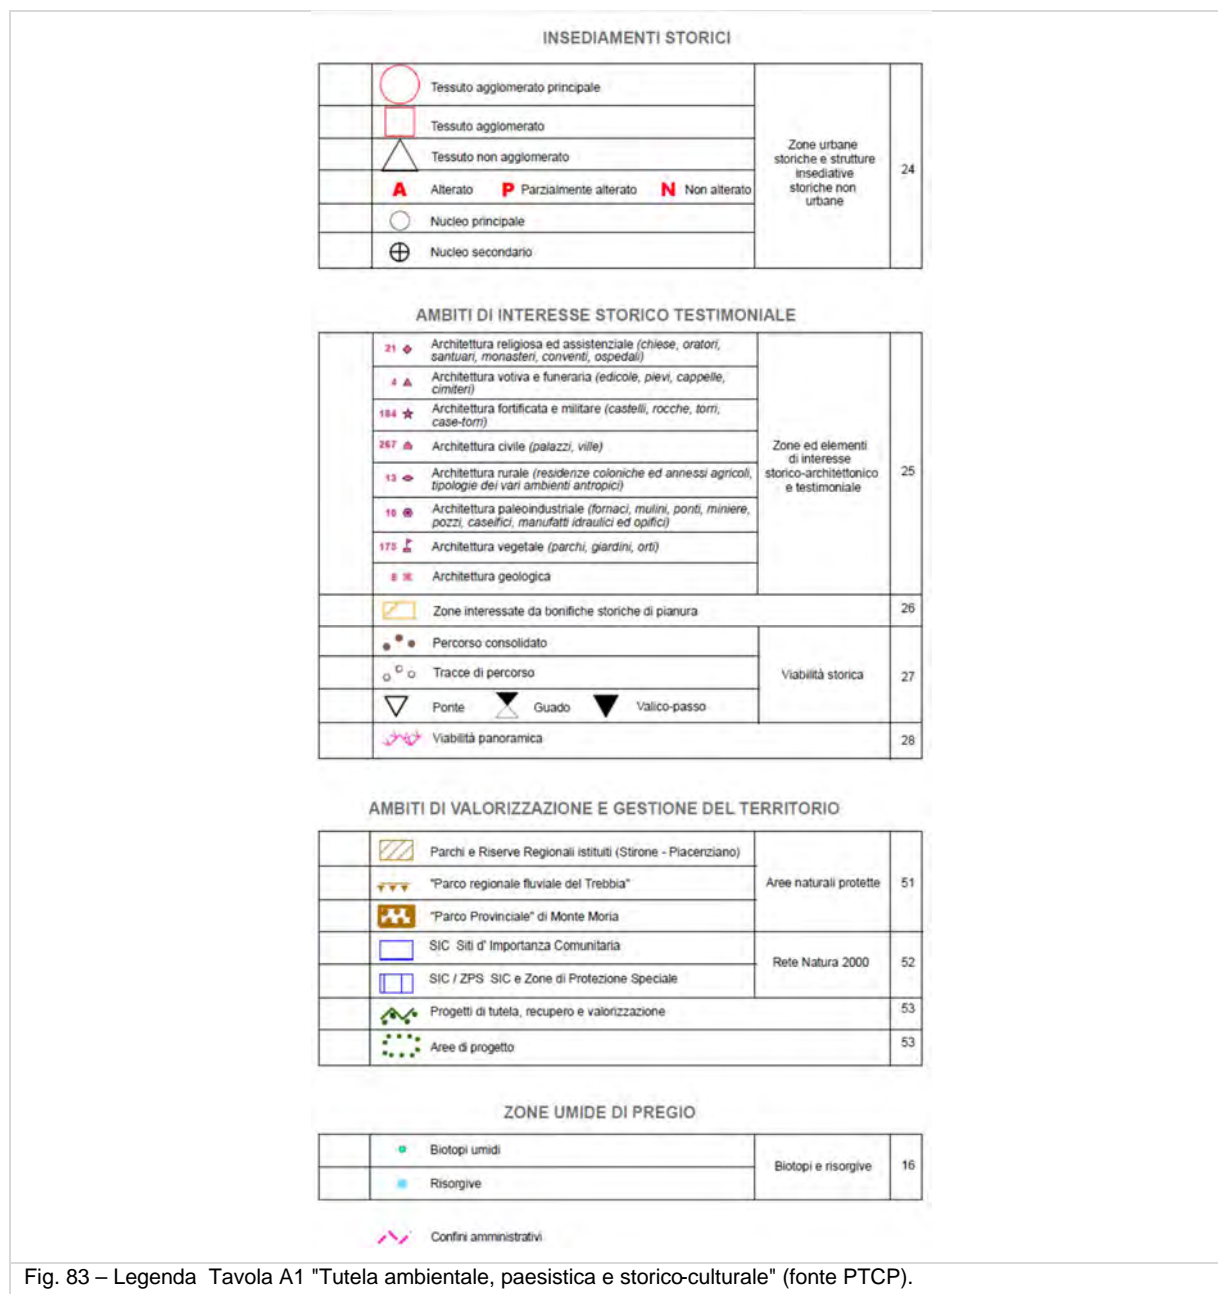 INSEDIAMENTI STORICI
Tessuto agglomerato principale
Tessuto agglomerato
Tessuto non agglomerato
A Alterato P Parzialmente alterato N Non alterato
Nucleo principale
Nucleo secondario
Zone urbane
storiche e strutture
insediative
storiche non
urbane
24
AMBITI DI INTERESSE STORICO TESTIMONIALE
21 Architettura religiosa ed assistenziale (chiese, oratori,
santuari, monasteri, conventi, ospedali)
4 Architettura votiva e funeraria (edicole, pievi, cappelle,
cimiteri)
184 Architettura fortificata e militare (castelli, rocche, torri,
case-torri)
267 Architettura civile (palazzi, ville)
13 Architettura rurale (residenze coloniche ed annessi agricoli,
tipologie dei vari ambienti antropici)
10 Architettura paleoindustriale (fornaci, mulini, ponti, miniere,
pozzi, caseifici, manufatti idraulici ed opifici)
175 Architettura vegetale (parchi, giardini, orti)
8 Architettura geologica
Zone ed elementi
di interesse
storico-architettonico
e testimoniale
25
Zone interessate da bonifiche storiche di pianura 26
Percorso consolidato
Tracce di percorso
Ponte Guado Valico-passo
Viabilità storica 27
Viabilità panoramica 28
AMBITI DI VALORIZZAZIONE E GESTIONE DEL TERRITORIO
Parchi e Riserve Regionali istituiti (Stirone - Piacenziano)
"Parco regionale fluviale del Trebbia"
"Parco Provinciale" di Monte Moria
Aree naturali protette 51
SIC Siti d' Importanza Comunitaria
SIC / ZPS SIC e Zone di Protezione Speciale
Rete Natura 2000 52
Progetti di tutela, recupero e valorizzazione 53
Aree di progetto 53
ZONE UMIDE DI PREGIO
Biotopi umidi
Risorgive
Biotopi e risorgive 16
Confini amministrativi
Fig. 83 – Legenda Tavola A1 "Tutela ambientale, paesistica e storico-culturale" (fonte PTCP).